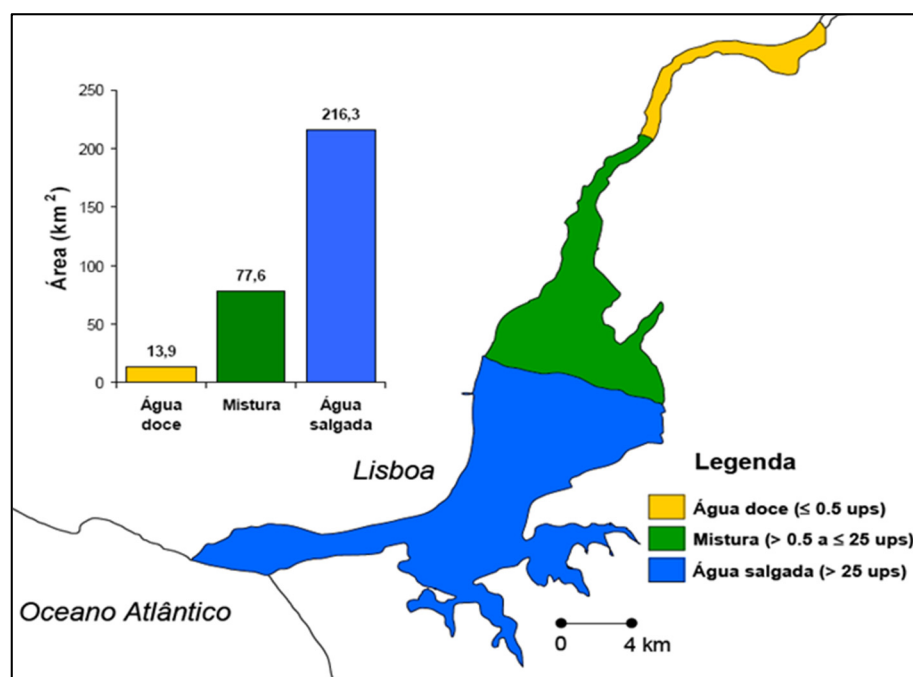 Área (km²)
250
200
150
100
50
0
13,9
77,6
216,3
Água
doce
Mistura
Água
salgada
Lisboa
Oceano Atlântico
Legenda
Água doce (≤ 0.5 ups)
Mistura (> 0.5 a ≤ 25 ups)
Água salgada (> 25 ups)
0 4 km